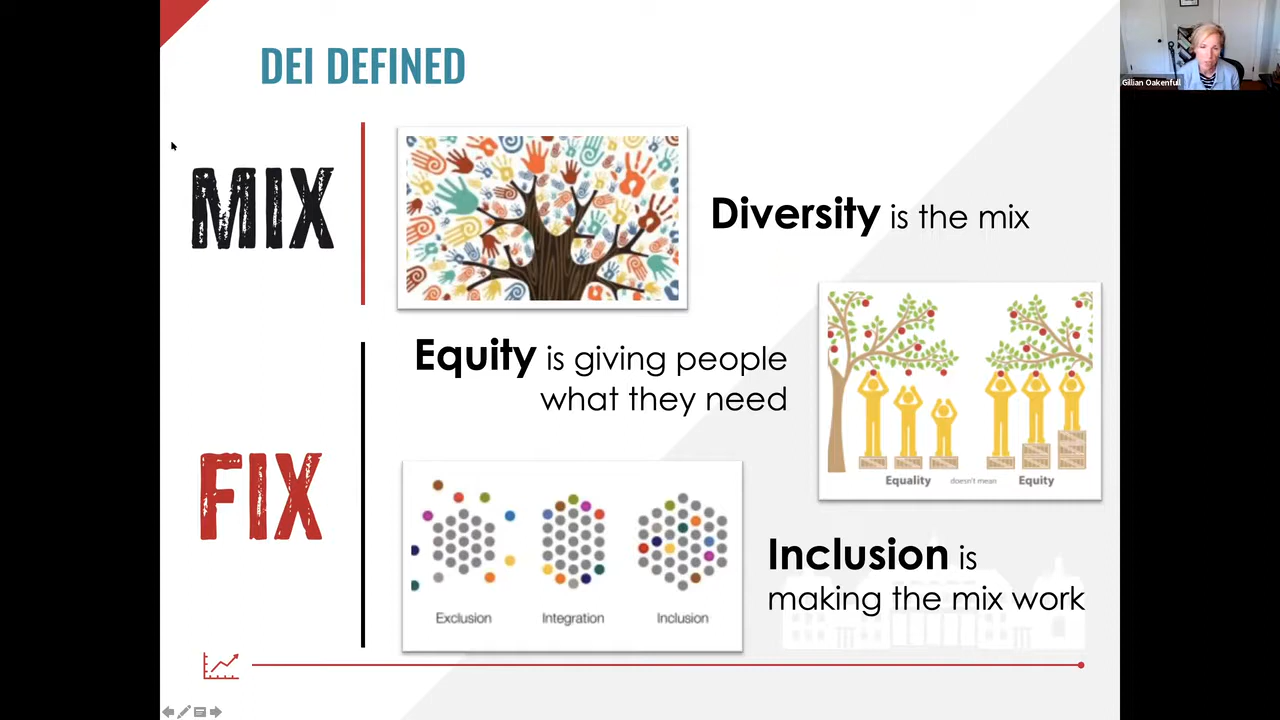 DEI DEFINED
Gillian Oakenfull
MIX
Diversity is the mix
Equity is giving people
what they need
Equality doesn't mean Equity
FIX
Exclusion Integration Inclusion
Inclusion is
making the mix work